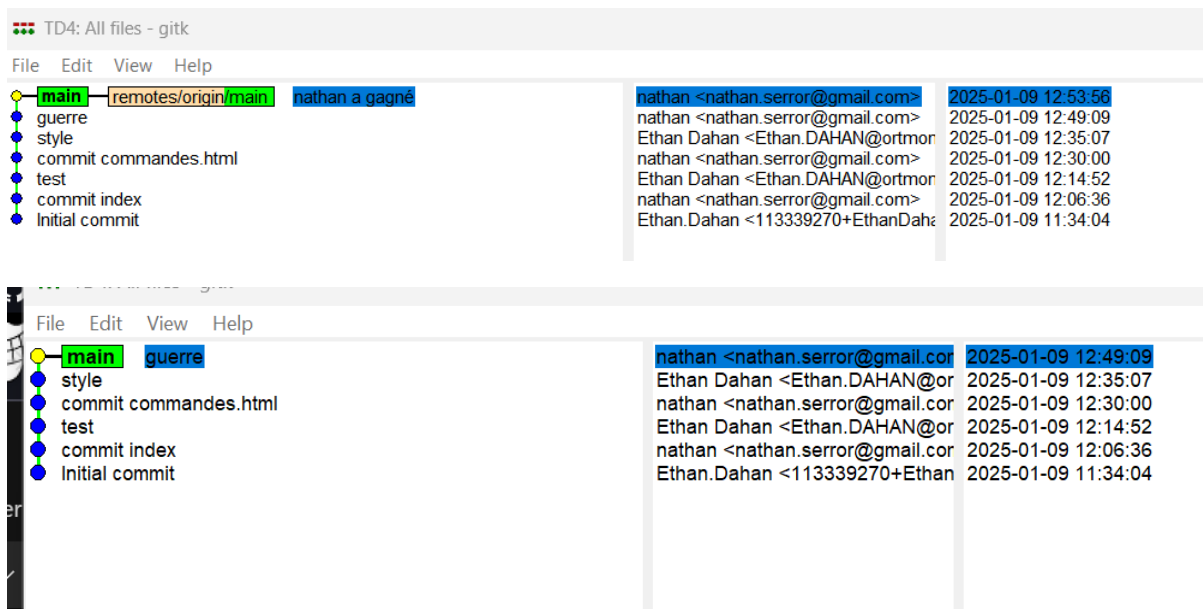 TD4: All files - gitk
File Edit View Help
main remotes/origin/main nathan a gagné nathan <nathan.serror@gmail.com> 2025-01-09 12:53:56
guerre nathan <nathan.serror@gmail.com> 2025-01-09 12:49:09
style Ethan Dahan <Ethan.DAHAN@ortmon 2025-01-09 12:35:07
commit commandes.html nathan <nathan.serror@gmail.com> 2025-01-09 12:30:00
test Ethan Dahan <Ethan.DAHAN@ortmon 2025-01-09 12:14:52
commit index nathan <nathan.serror@gmail.com> 2025-01-09 12:06:36
Initial commit Ethan.Dahan <113339270+EthanDaha 2025-01-09 11:34:04
File Edit View Help
main guerre nathan <nathan.serror@gmail.cor 2025-01-09 12:49:09
style Ethan Dahan <Ethan.DAHAN@or 2025-01-09 12:35:07
commit commandes.html nathan <nathan.serror@gmail.cor 2025-01-09 12:30:00
test Ethan Dahan <Ethan.DAHAN@or 2025-01-09 12:14:52
commit index nathan <nathan.serror@gmail.cor 2025-01-09 12:06:36
Initial commit Ethan.Dahan <113339270+Ethan 2025-01-09 11:34:04
er